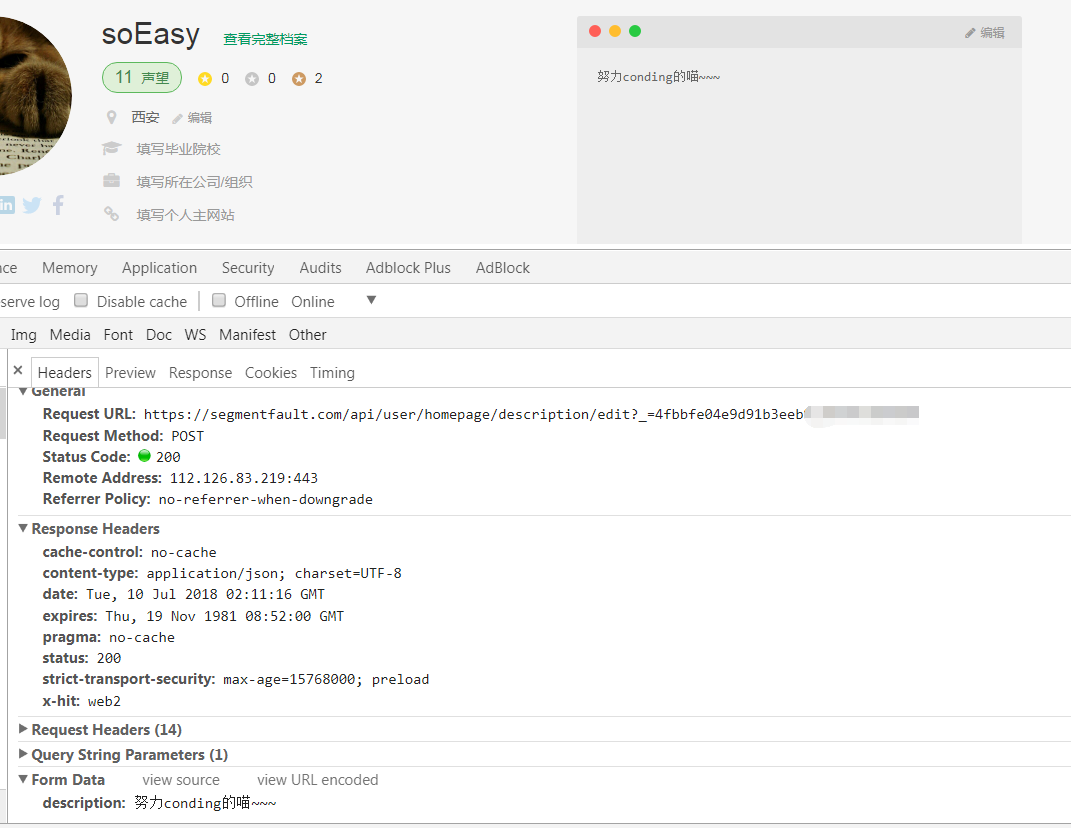 soEasy 查看完整档案
11 声望 0 0 2
西安 编辑
填写毕业院校
填写所在公司/组织
填写个人主网站
in
编辑
努力conding的喵~~~
nce Memory Application Security Audits Adblock Plus AdBlock
serve log Disable cache Offline Online ▼
Img Media Font Doc WS Manifest Other
× Headers Preview Response Cookies Timing
▼ General
Request URL: https://segmentfault.com/api/user/homepage/description/edit?_=4fbbfe04e9d91b3eeb
Request Method: POST
Status Code: 200
Remote Address: 112.126.83.219:443
Referrer Policy: no-referrer-when-downgrade
▼ Response Headers
cache-control: no-cache
content-type: application/json; charset=UTF-8
date: Tue, 10 Jul 2018 02:11:16 GMT
expires: Thu, 19 Nov 1981 08:52:00 GMT
pragma: no-cache
status: 200
strict-transport-security: max-age=15768000; preload
x-hit: web2
▶ Request Headers (14)
▶ Query String Parameters (1)
▼ Form Data view source view URL encoded
description: 努力conding的喵~~~